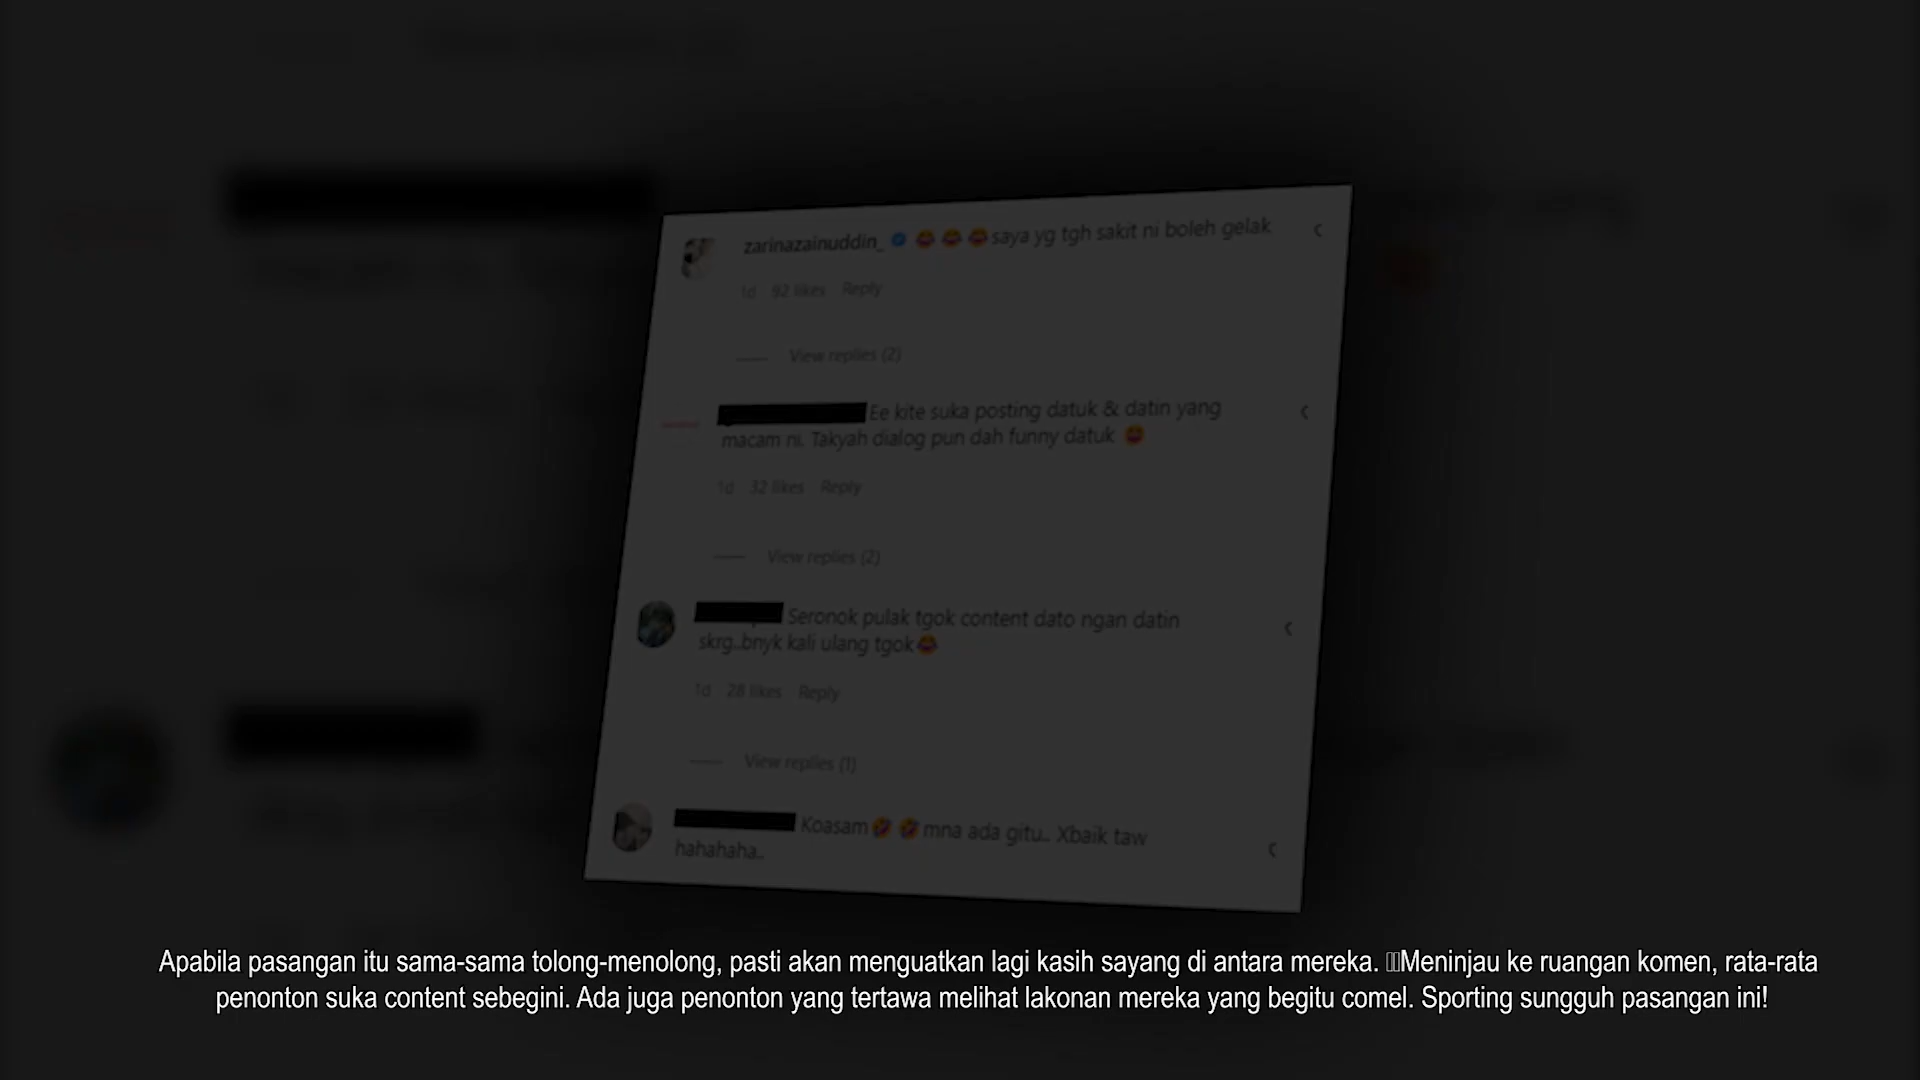 zarinazainuddin_ 😂😂😂saya yg tgh sakit ni boleh gelak
1d 92 likes Reply
View replies (2)
Ee kite suka posting datuk & datin yang
macam ni. Takyah dialog pun dah funny datuk 😂
1d 32 likes Reply
View replies (2)
Seronok pulak tgok content dato ngan datin
skrg..bnyk kali ulang tgok😂
1d 28 likes Reply
View replies (1)
Koasam🤣🤣mna ada gitu.. Xbaik taw
hahahaha..
Apabila pasangan itu sama-sama tolong-menolong, pasti akan menguatkan lagi kasih sayang di antara mereka. Meninjau ke ruangan komen, rata-rata
penonton suka content sebegini. Ada juga penonton yang tertawa melihat lakonan mereka yang begitu comel. Sporting sungguh pasangan ini!